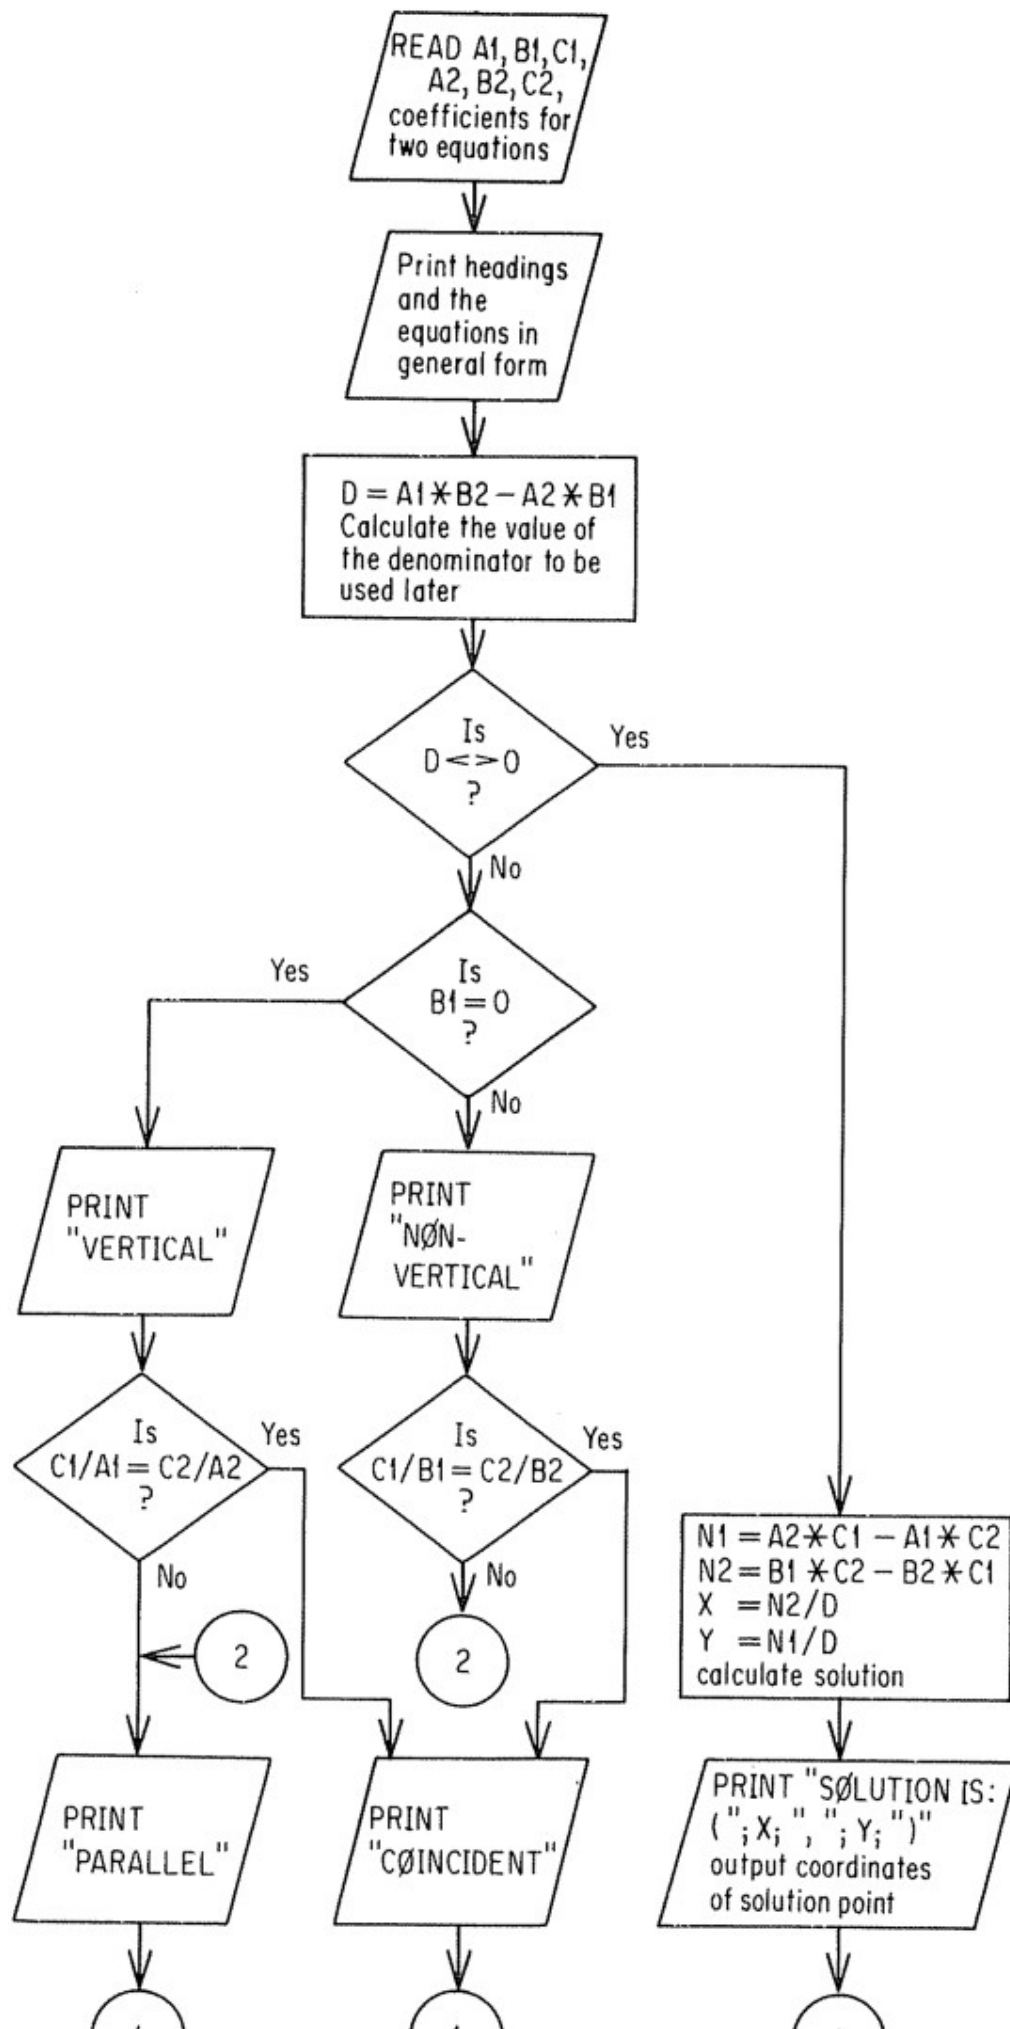 READ A1, B1, C1,
A2, B2, C2,
coefficients for
two equations
Print headings
and the
equations in
general form
D = A1 * B2 - A2 * B1
Calculate the value of
the denominator to be
used later
Is
D <> 0
?
Yes
No
Is
B1 = 0
?
Yes
No
PRINT
"VERTICAL"
PRINT
"NØN-
VERTICAL"
Is
C1/A1 = C2/A2
?
Yes
No
Is
C1/B1 = C2/B2
?
Yes
No
2
2
N1 = A2 * C1 - A1 * C2
N2 = B1 * C2 - B2 * C1
X = N2/D
Y = N1/D
calculate solution
PRINT
"PARALLEL"
PRINT
"CØINCIDENT"
PRINT "SØLUTION IS:
("; X; ", "; Y; ")"
output coordinates
of solution point